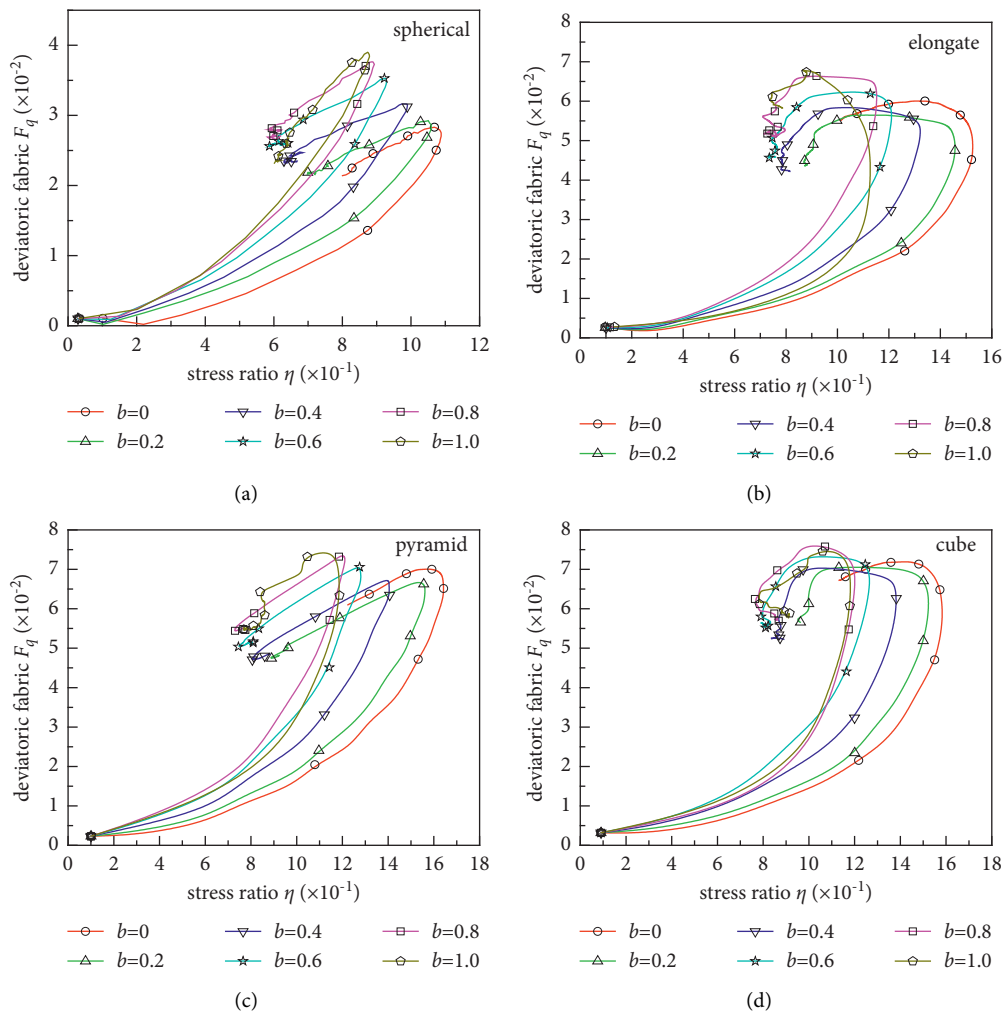 spherical
deviatoric fabric F_q (×10⁻²)
4
3
2
1
0
0 2 4 6 8 10 12
stress ratio η (×10⁻¹)
b=0 b=0.4 b=0.8
b=0.2 b=0.6 b=1.0
(a)
elongate
deviatoric fabric F_q (×10⁻²)
8
7
6
5
4
3
2
1
0
0 2 4 6 8 10 12 14 16
stress ratio η (×10⁻¹)
b=0 b=0.4 b=0.8
b=0.2 b=0.6 b=1.0
(b)
pyramid
deviatoric fabric F_q (×10⁻²)
8
7
6
5
4
3
2
1
0
0 2 4 6 8 10 12 14 16 18
stress ratio η (×10⁻¹)
b=0 b=0.4 b=0.8
b=0.2 b=0.6 b=1.0
(c)
cube
deviatoric fabric F_q (×10⁻²)
8
7
6
5
4
3
2
1
0
0 2 4 6 8 10 12 14 16 18
stress ratio η (×10⁻¹)
b=0 b=0.4 b=0.8
b=0.2 b=0.6 b=1.0
(d)